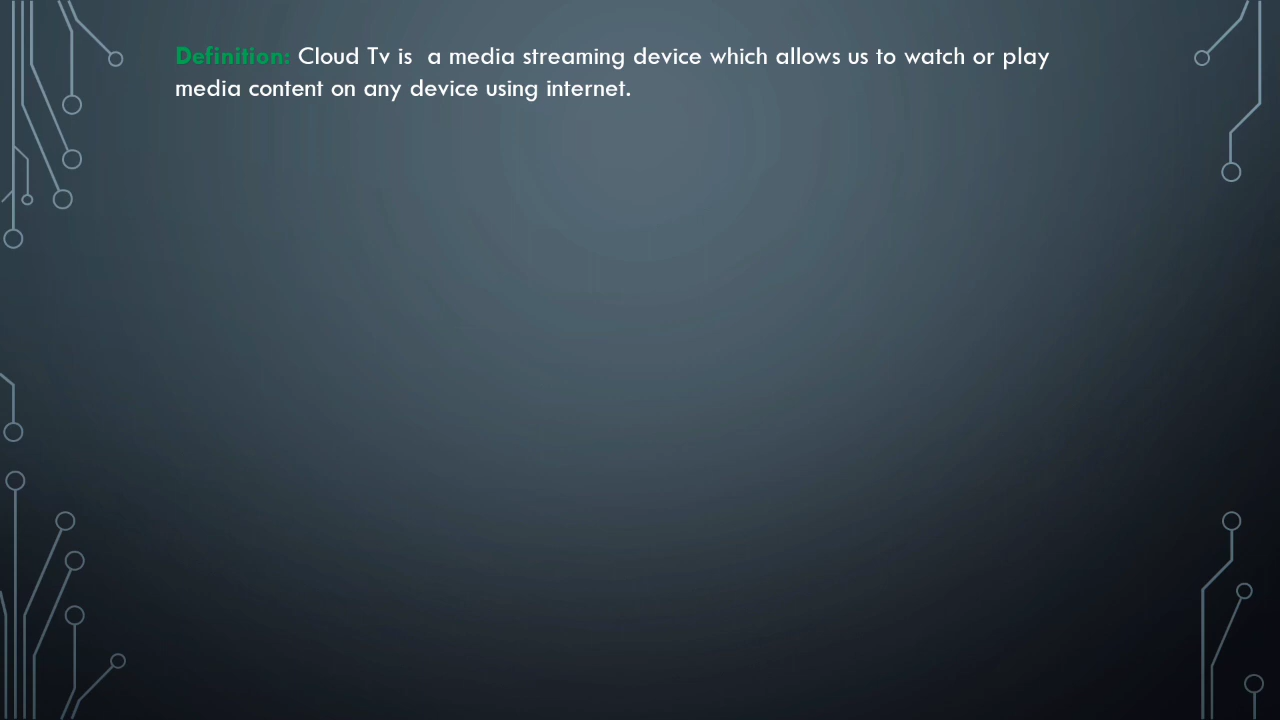 Definition: Cloud Tv is  a media streaming device which allows us to watch or play
media content on any device using internet.